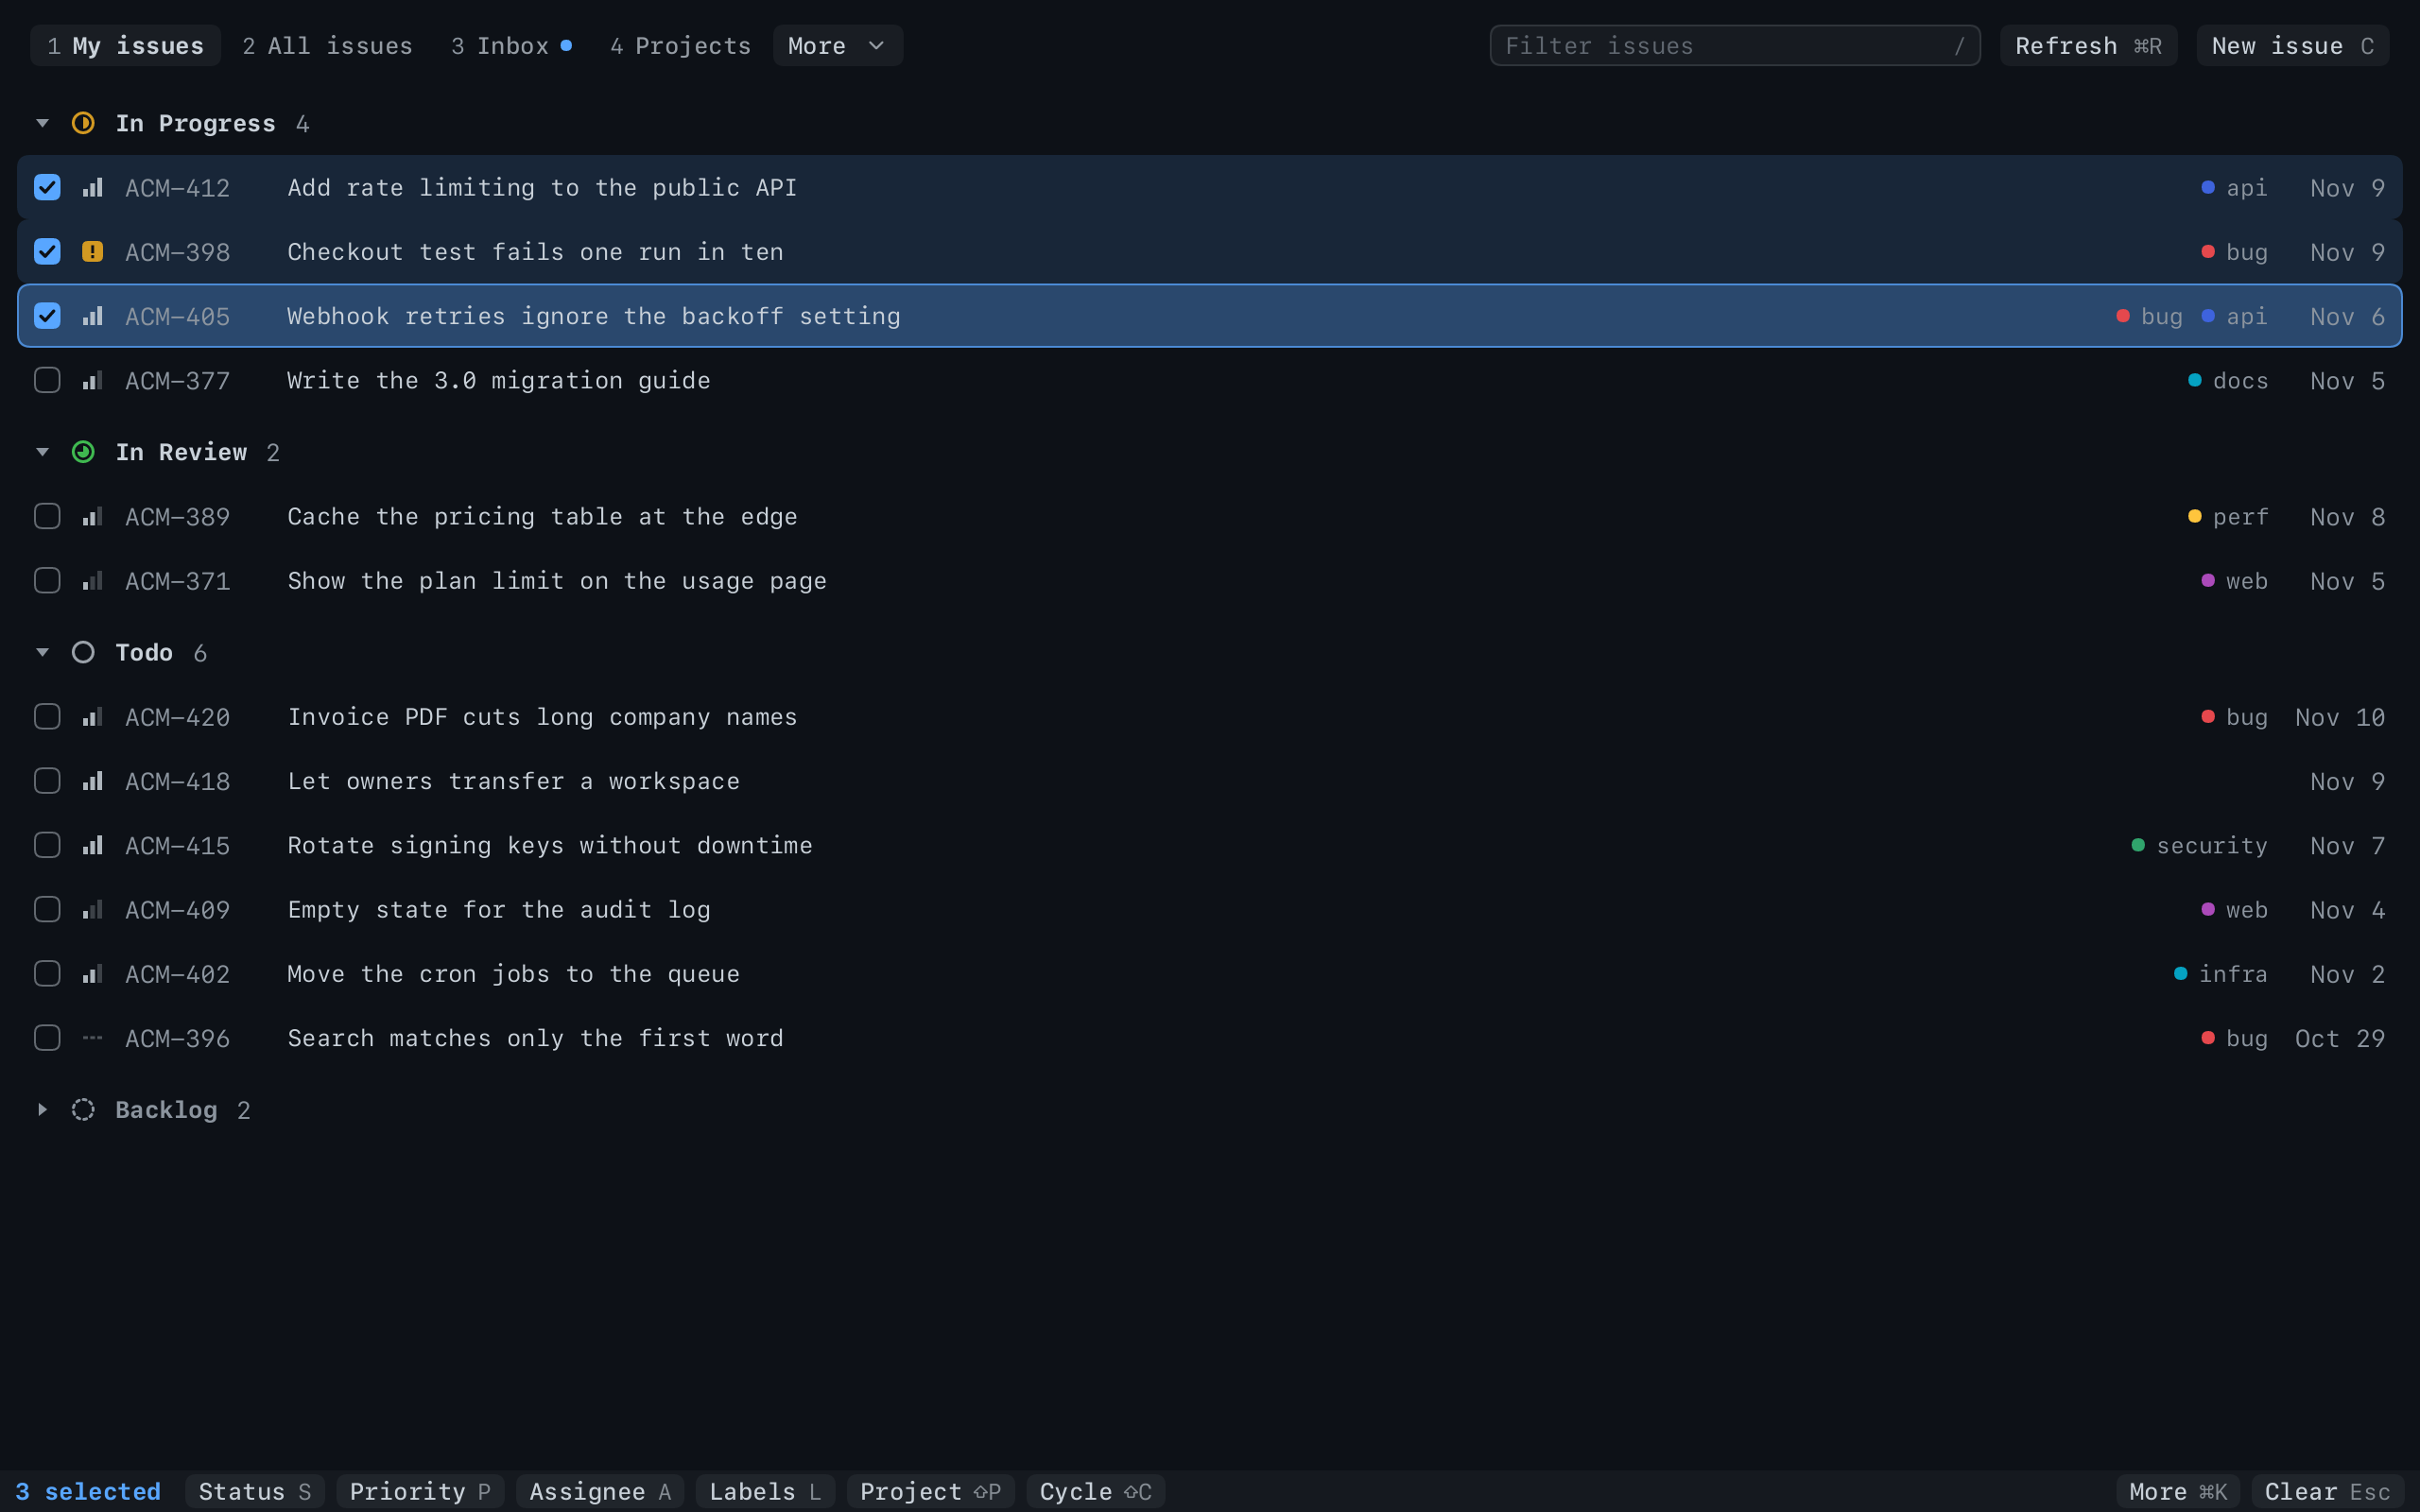 1 My issues 2 All issues 3 Inbox 4 Projects More Filter issues / Refresh ⌘R New issue C
In Progress 4
ACM-412 Add rate limiting to the public API api Nov 9
ACM-398 Checkout test fails one run in ten bug Nov 9
ACM-405 Webhook retries ignore the backoff setting bug api Nov 6
ACM-377 Write the 3.0 migration guide docs Nov 5
In Review 2
ACM-389 Cache the pricing table at the edge perf Nov 8
ACM-371 Show the plan limit on the usage page web Nov 5
Todo 6
ACM-420 Invoice PDF cuts long company names bug Nov 10
ACM-418 Let owners transfer a workspace Nov 9
ACM-415 Rotate signing keys without downtime security Nov 7
ACM-409 Empty state for the audit log web Nov 4
ACM-402 Move the cron jobs to the queue infra Nov 2
ACM-396 Search matches only the first word bug Oct 29
Backlog 2
3 selected Status S Priority P Assignee A Labels L Project ⇧P Cycle ⇧C More ⌘K Clear Esc